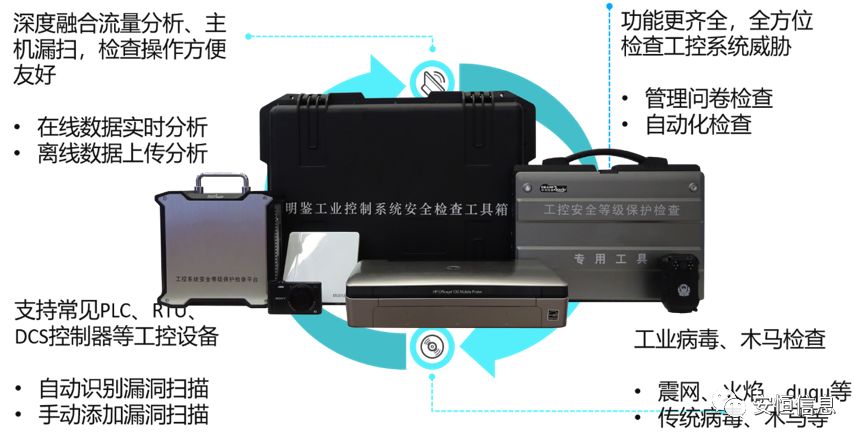 深度融合流量分析、主
机漏扫，检查操作方便
友好
• 在线数据实时分析
• 离线数据上传分析
功能更齐全，全方位
检查工控系统威胁
• 管理问卷检查
• 自动化检查
明鉴工业控制系统安全检查工具箱
工控安全等级保护检查
专用工具
工控系统安全等级保护检查平台
SONY
HP Officejet 100 Mobile Printer
支持常见PLC、RTU、
DCS控制器等工控设备
• 自动识别漏洞扫描
• 手动添加漏洞扫描
工业病毒、木马检查
• 震网、火焰、duqu等
• 传统病毒、木马等
安恒信息